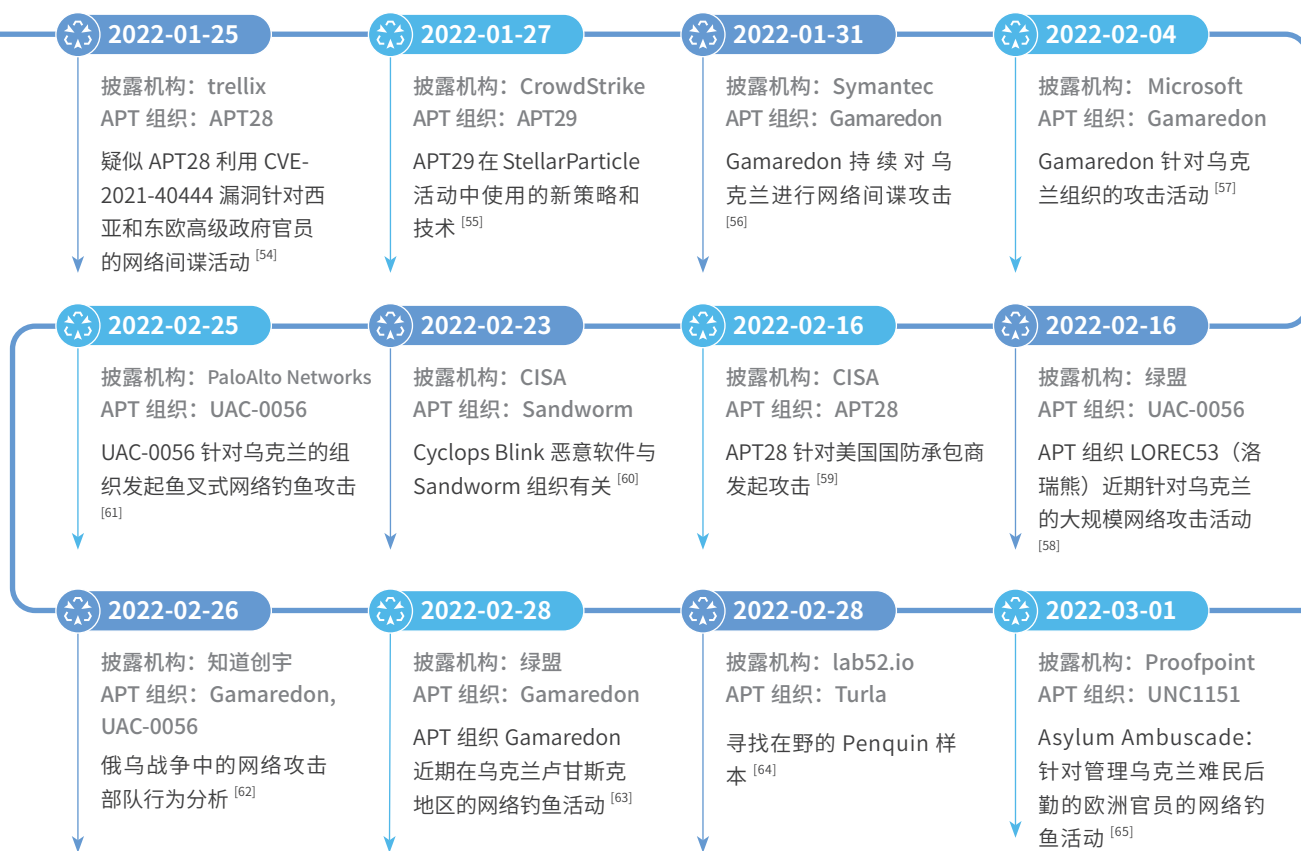 2022-01-25
披露机构：trellix
APT 组织：APT28
疑似 APT28 利用 CVE-
2021-40444 漏洞针对西
亚和东欧高级政府官员
的网络间谍活动 [54]
2022-01-27
披露机构：CrowdStrike
APT 组织：APT29
APT29 在 StellarParticle
活动中使用的新策略和
技术 [55]
2022-01-31
披露机构：Symantec
APT 组织：Gamaredon
Gamaredon 持续对乌
克兰进行网络间谍攻击
[56]
2022-02-04
披露机构：Microsoft
APT 组织：Gamaredon
Gamaredon 针对乌克
兰组织的攻击活动 [57]
2022-02-16
披露机构：绿盟
APT 组织：UAC-0056
APT 组织 LOREC53（洛
瑞熊）近期针对乌克兰
的大规模网络攻击活动
[58]
2022-02-16
披露机构：CISA
APT 组织：APT28
APT28 针对美国国防承包商
发起攻击 [59]
2022-02-23
披露机构：CISA
APT 组织：Sandworm
Cyclops Blink 恶意软件与
Sandworm 组织有关 [60]
2022-02-25
披露机构：PaloAlto Networks
APT 组织：UAC-0056
UAC-0056 针对乌克兰的组
织发起鱼叉式网络钓鱼攻击
[61]
2022-02-26
披露机构：知道创宇
APT 组织：Gamaredon,
UAC-0056
俄乌战争中的网络攻击
部队行为分析 [62]
2022-02-28
披露机构：绿盟
APT 组织：Gamaredon
APT 组织 Gamaredon
近期在乌克兰卢甘斯克
地区的网络钓鱼活动 [63]
2022-02-28
披露机构：lab52.io
APT 组织：Turla
寻找在野的 Penquin 样
本 [64]
2022-03-01
披露机构：Proofpoint
APT 组织：UNC1151
Asylum Ambuscade：
针对管理乌克兰难民后
勤的欧洲官员的网络钓
鱼活动 [65]